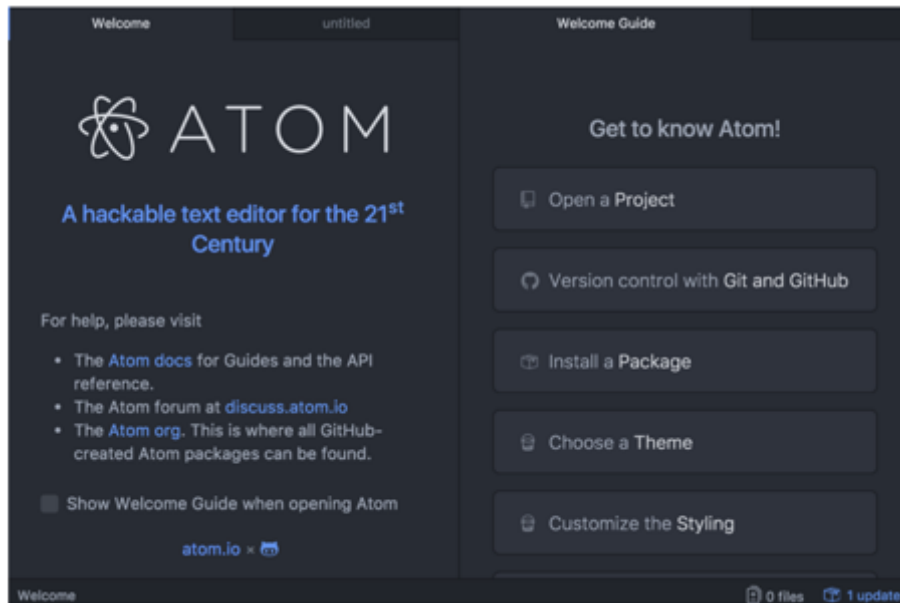 Welcome
untitled
Welcome Guide
ATOM
A hackable text editor for the 21st
Century
For help, please visit
• The Atom docs for Guides and the API
reference.
• The Atom forum at discuss.atom.io
• The Atom org. This is where all GitHub-
created Atom packages can be found.
Show Welcome Guide when opening Atom
atom.io ×
Get to know Atom!
Open a Project
Version control with Git and GitHub
Install a Package
Choose a Theme
Customize the Styling
Welcome
0 files
1 update